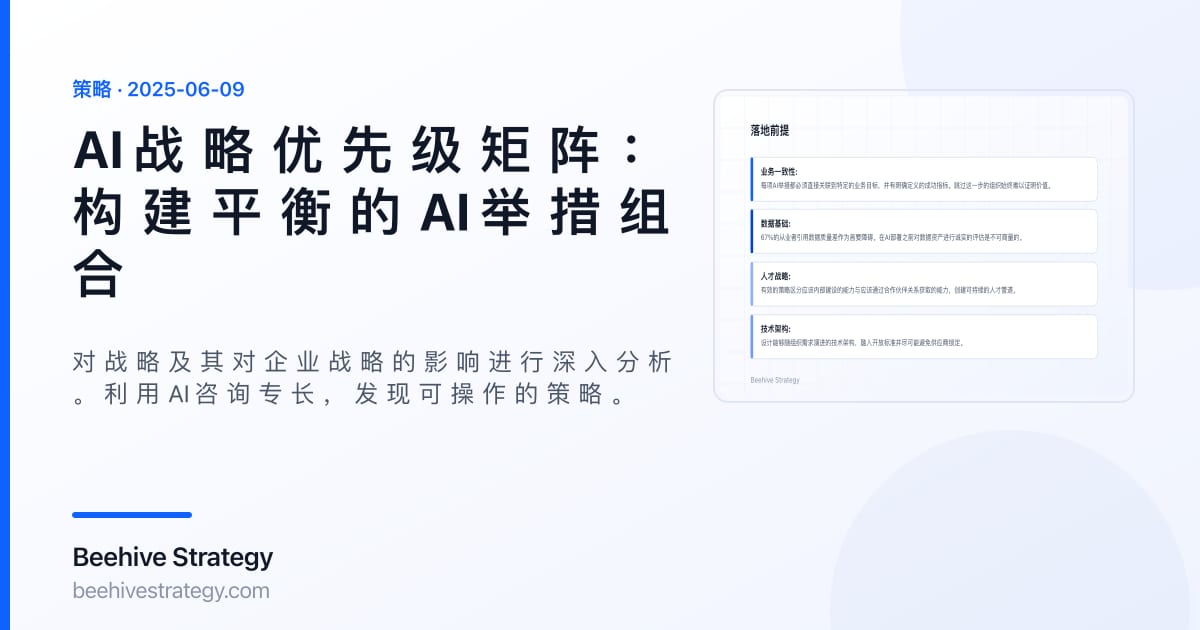 策略 · 2025-06-09
AI战略优先级矩阵：
构建平衡的AI举措组
合
对战略及其对企业战略的影响进行深入分析
。利用AI咨询专长，发现可操作的策略。
Beehive Strategy
beehivestrategy.com
落地前提
业务一致性:
每项AI举措都必须直接关联到特定的业务目标，并有明确定义的成功指标。跳过这一步的组织始终难以证明价值。
数据基础:
67%的从业者引用数据质量差作为首要障碍。在AI部署之前对数据资产进行诚实的评估是不可商量的。
人才战略:
有效的策略区分应该内部建设的能力与应该通过合作伙伴关系获取的能力，创建可持续的人才管道。
技术架构:
设计能够随组织需求演进的技术架构，融入开放标准并尽可能避免供应商锁定。
Beehive Strategy